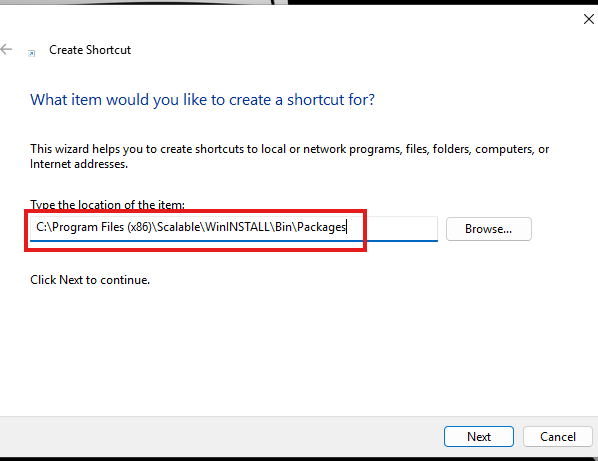 Create Shortcut
What item would you like to create a shortcut for?
This wizard helps you to create shortcuts to local or network programs, files, folders, computers, or
Internet addresses.
Type the location of the item:
C:\Program Files (x86)\Scalable\WinINSTALL\Bin\Packages
Browse...
Click Next to continue.
Next
Cancel